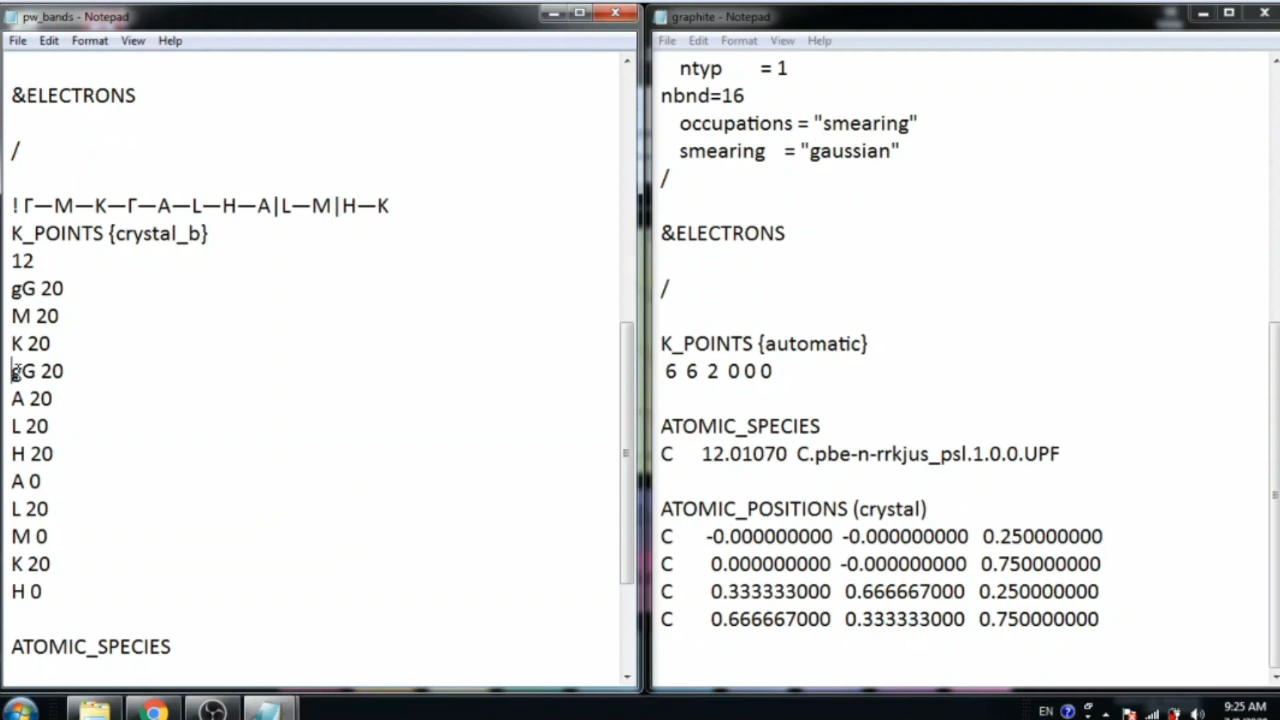 pw_bands - Notepad
File Edit Format View Help
&ELECTRONS
/
! Γ—M—K—Γ—A—L—H—A|L—M|H—K
K_POINTS {crystal_b}
12
gG 20
M 20
K 20
gG 20
A 20
L 20
H 20
A 0
L 20
M 0
K 20
H 0
ATOMIC_SPECIES
graphite - Notepad
File Edit Format View Help
ntyp = 1
nbnd=16
occupations = "smearing"
smearing = "gaussian"
/
&ELECTRONS
/
K_POINTS {automatic}
6 6 2 0 0 0
ATOMIC_SPECIES
C 12.01070 C.pbe-n-rrkjus_psl.1.0.0.UPF
ATOMIC_POSITIONS (crystal)
C -0.000000000 -0.000000000 0.250000000
C 0.000000000 -0.000000000 0.750000000
C 0.333333000 0.666667000 0.250000000
C 0.666667000 0.333333000 0.750000000
EN
9:25 AM